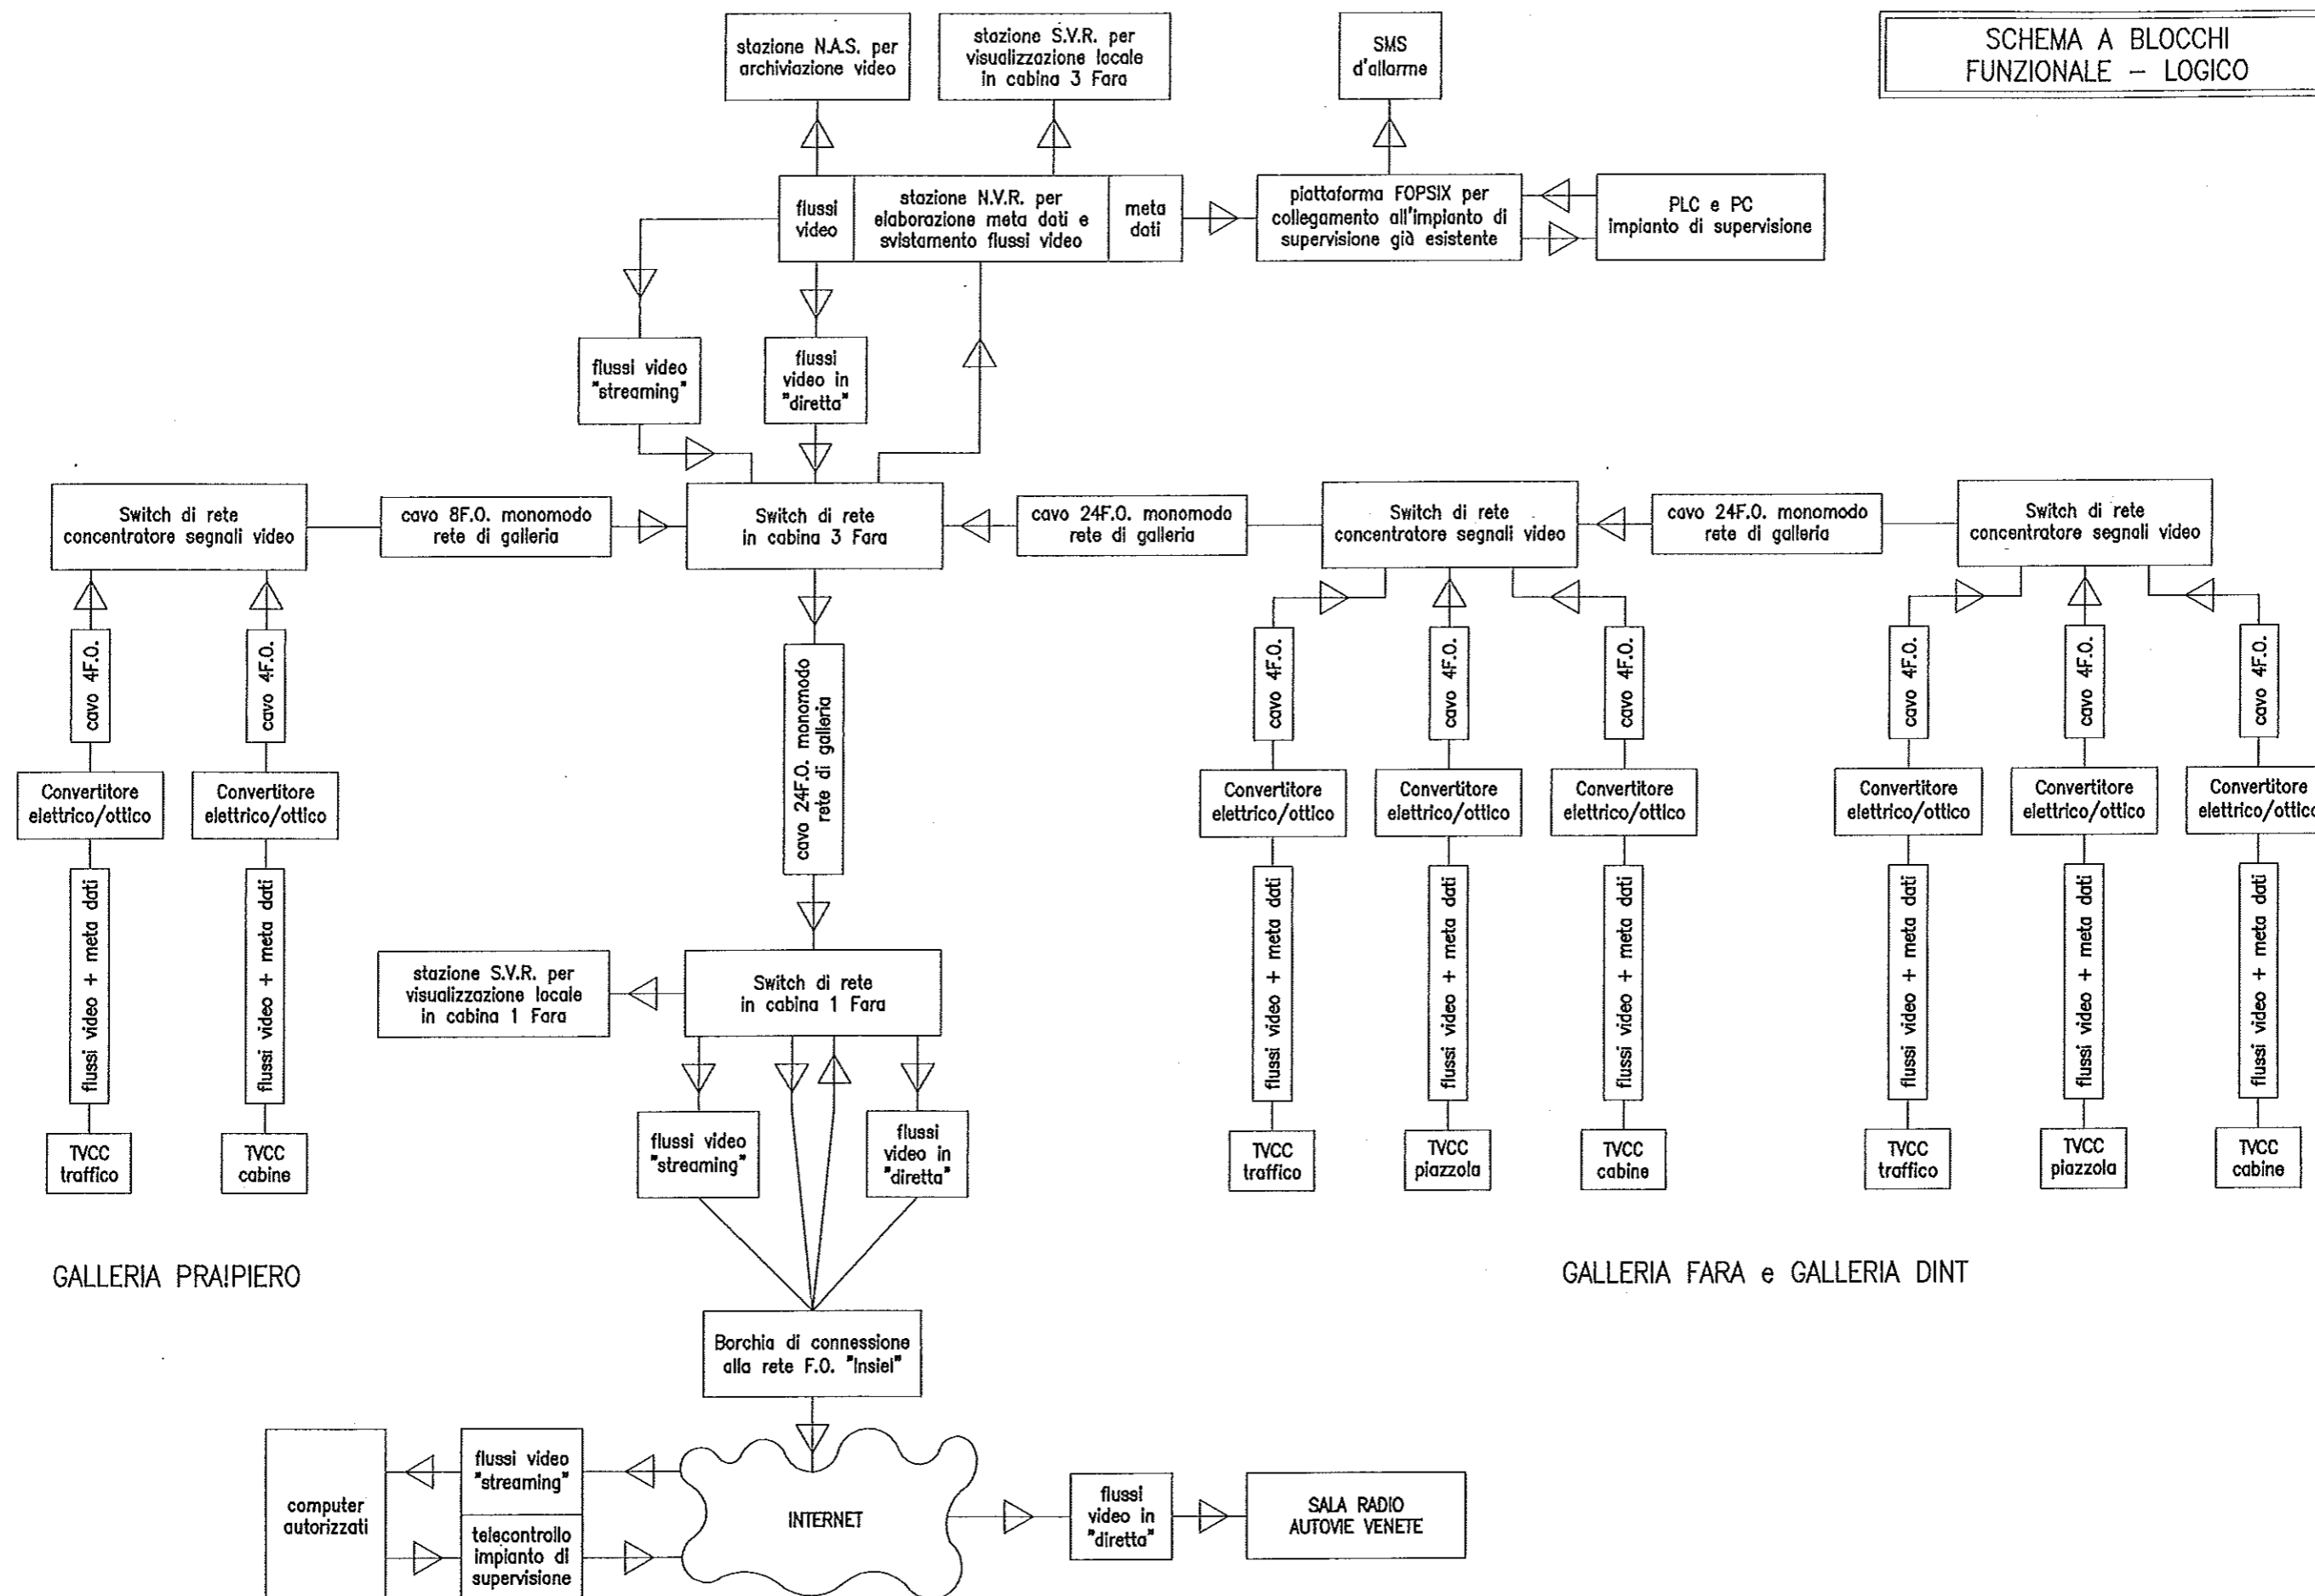 SCHEMA A BLOCCHI
FUNZIONALE – LOGICO
stazione N.A.S. per
archiviazione video
stazione S.V.R. per
visualizzazione locale
in cabina 3 Fara
SMS
d'allarme
flussi
video
stazione N.V.R. per
elaborazione meta dati e
svistamento flussi video
meta
dati
piattaforma FOPSIX per
collegamento all'impianto di
supervisione già esistente
PLC e PC
impianto di supervisione
flussi video
"streaming"
flussi
video in
"diretta"
Switch di rete
concentratore segnali video
cavo 8F.O. monomodo
rete di galleria
Switch di rete
in cabina 3 Fara
cavo 24F.O. monomodo
rete di galleria
Switch di rete
concentratore segnali video
cavo 24F.O. monomodo
rete di galleria
Switch di rete
concentratore segnali video
cavo 4F.O.
cavo 4F.O.
cavo 24F.O. monomodo
rete di galleria
cavo 4F.O.
cavo 4F.O.
cavo 4F.O.
cavo 4F.O.
cavo 4F.O.
cavo 4F.O.
Convertitore
elettrico/ottico
Convertitore
elettrico/ottico
Convertitore
elettrico/ottico
Convertitore
elettrico/ottico
Convertitore
elettrico/ottico
Convertitore
elettrico/ottico
Convertitore
elettrico/ottico
Convertitore
elettrico/ottico
flussi video + meta dati
flussi video + meta dati
flussi video + meta dati
flussi video + meta dati
flussi video + meta dati
flussi video + meta dati
flussi video + meta dati
flussi video + meta dati
stazione S.V.R. per
visualizzazione locale
in cabina 1 Fara
Switch di rete
in cabina 1 Fara
TVCC
traffico
TVCC
cabine
flussi video
"streaming"
flussi
video in
"diretta"
TVCC
traffico
TVCC
piazzola
TVCC
cabine
TVCC
traffico
TVCC
piazzola
TVCC
cabine
GALLERIA PRA!PIERO
GALLERIA FARA e GALLERIA DINT
Borchia di connessione
alla rete F.O. "Insiel"
computer
autorizzati
flussi video
"streaming"
telecontrollo
impianto di
supervisione
INTERNET
flussi
video in
"diretta"
SALA RADIO
AUTOVIE VENETE